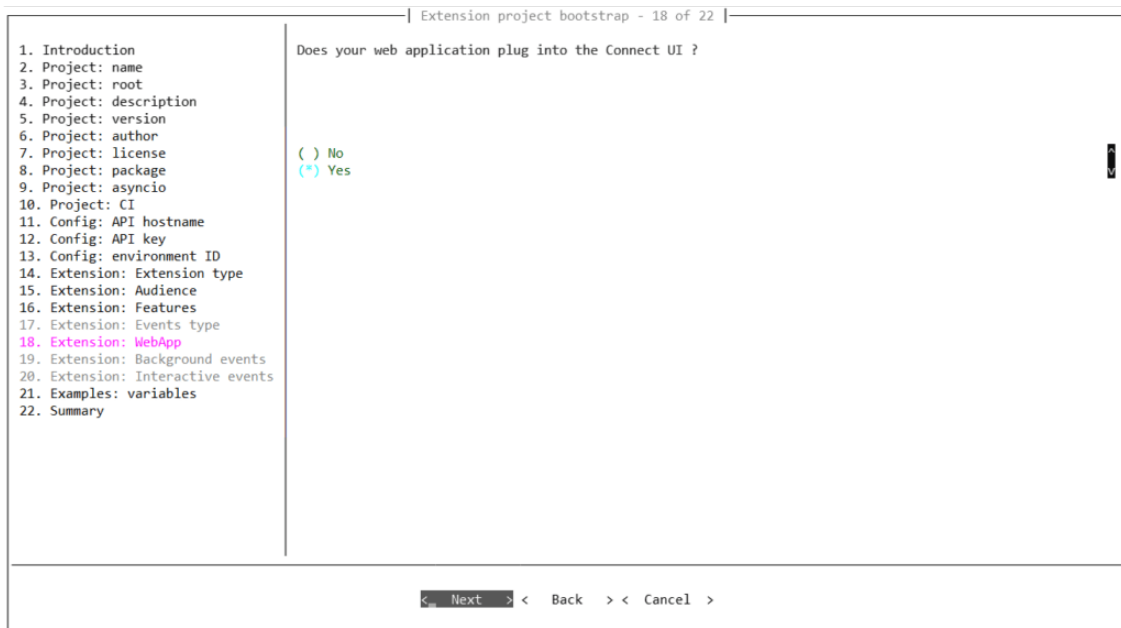 Extension project bootstrap - 18 of 22
1. Introduction
2. Project: name
3. Project: root
4. Project: description
5. Project: version
6. Project: author
7. Project: license
8. Project: package
9. Project: asyncio
10. Project: CI
11. Config: API hostname
12. Config: API key
13. Config: environment ID
14. Extension: Extension type
15. Extension: Audience
16. Extension: Features
17. Extension: Events type
18. Extension: WebApp
19. Extension: Background events
20. Extension: Interactive events
21. Examples: variables
22. Summary
Does your web application plug into the Connect UI ?
( ) No
(*) Yes
< Next > < Back > < Cancel >